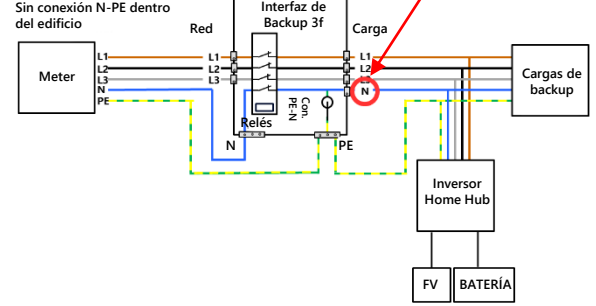 Sin conexión N-PE dentro
del edificio
Red
Interfaz de
Backup 3f
Carga
Meter
L1
L2
L3
N
PE
L1
L2
L3
Relés
Con.
PE-N
N
PE
L1
L2
L3
N
Cargas de
backup
Inversor
Home Hub
FV
BATERÍA